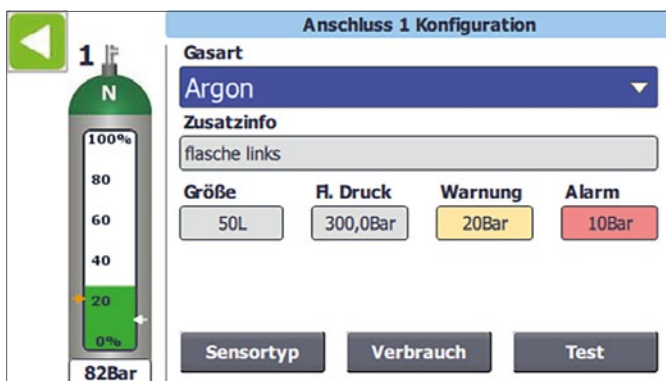 Anschluss 1 Konfiguration
1
Gasart
N
Argon
Zusatzinfo
100%
flasche links
80
Größe Fl. Druck Warnung Alarm
60
50L 300,0Bar 20Bar 10Bar
40
20
0%
Sensortyp Verbrauch Test
82Bar